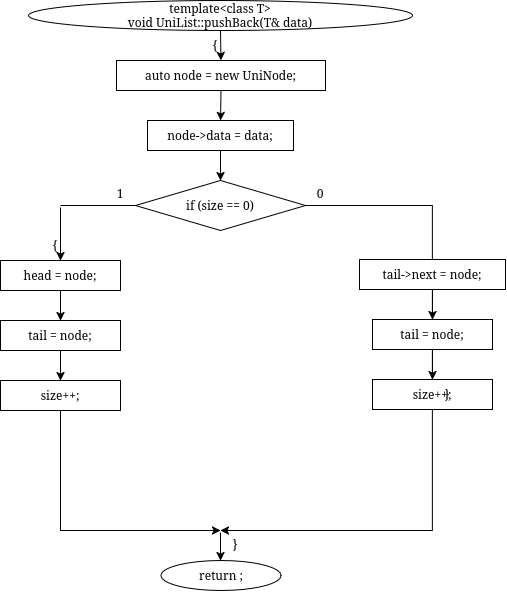 template<class T>
void UniList::pushBack(T& data)
{
auto node = new UniNode;
node->data = data;
if (size == 0)
1
0
{
head = node;
tail->next = node;
tail = node;
tail = node;
size++;
size++;
}
}
return ;